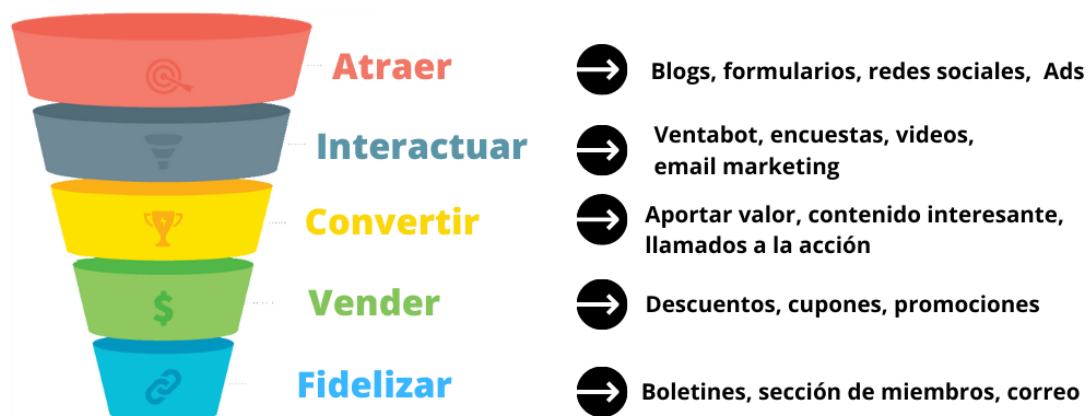 Atraer
Blogs, formularios, redes sociales, Ads
Interactuar
Ventabot, encuestas, videos,
email marketing
Convertir
Aportar valor, contenido interesante,
llamados a la acción
Vender
Descuentos, cupones, promociones
Fidelizar
Boletines, sección de miembros, correo